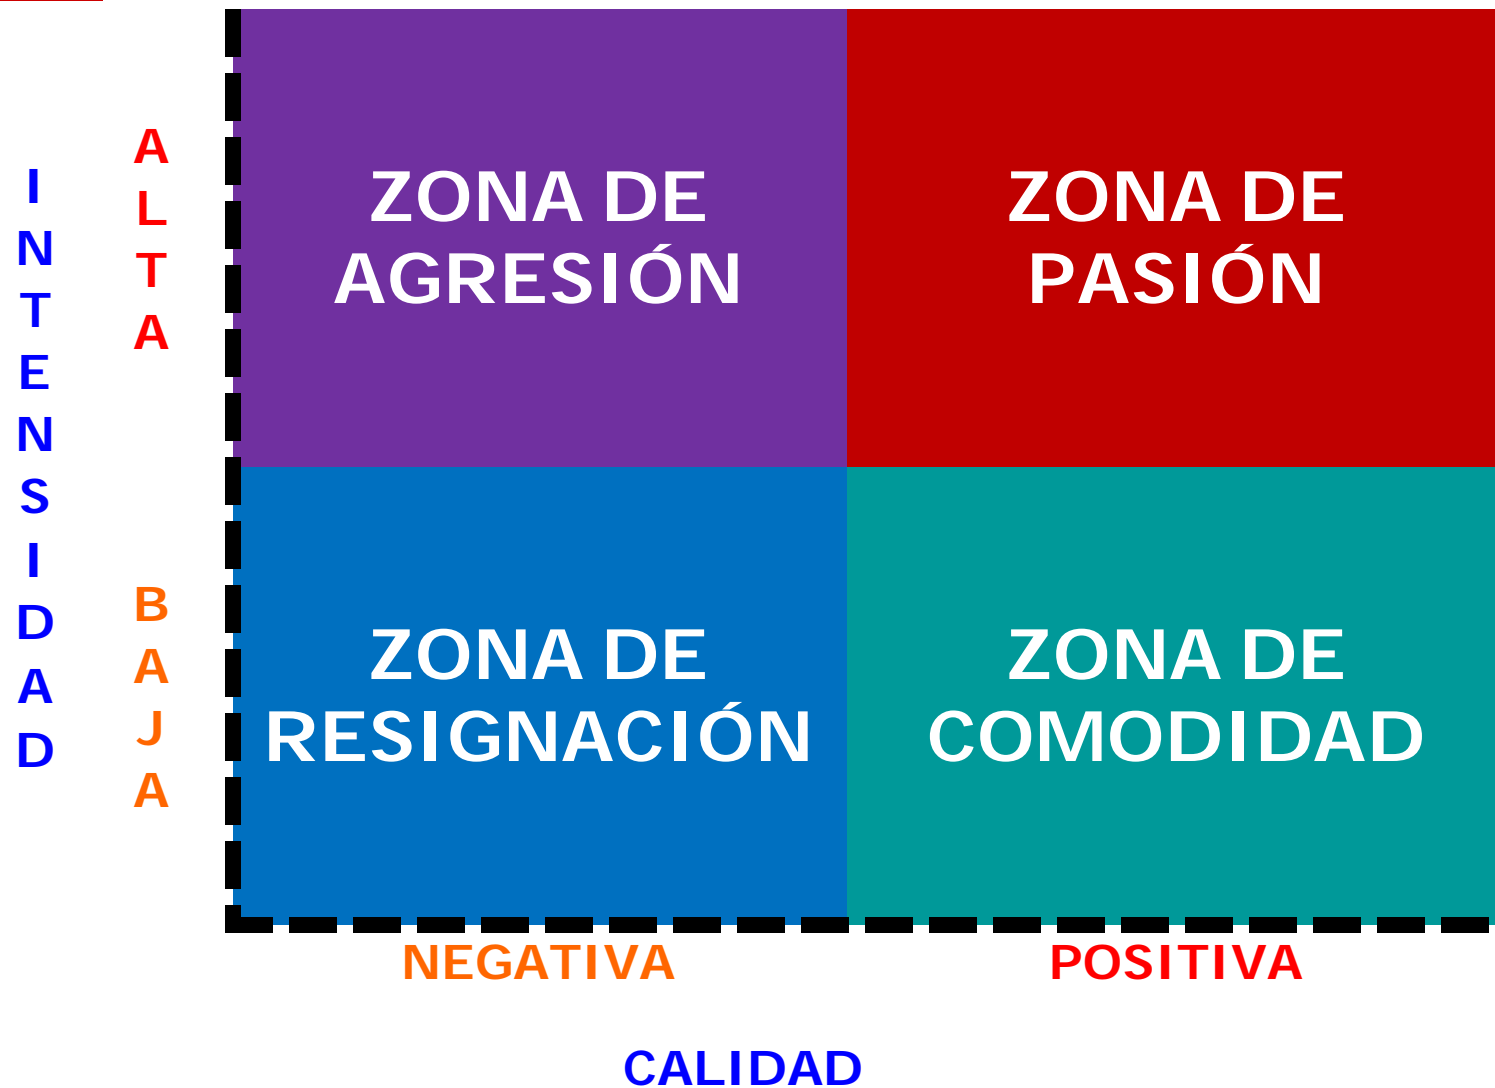 INTENSIDAD
ALTA
BAJA
ZONA DE
AGRESIÓN
ZONA DE
PASIÓN
ZONA DE
RESIGNACIÓN
ZONA DE
COMODIDAD
NEGATIVA
POSITIVA
CALIDAD